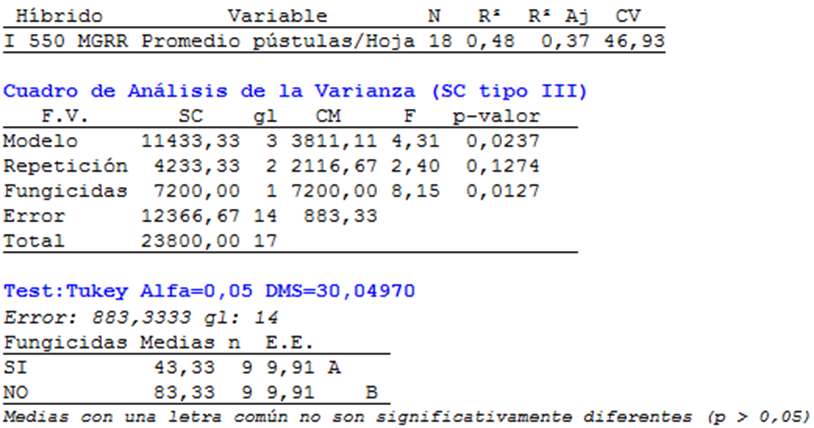 Híbrido Variable N R² R² Aj CV
I 550 MGRR Promedio pústulas/Hoja 18 0,48 0,37 46,93
Cuadro de Análisis de la Varianza (SC tipo III)
F.V. SC gl CM F p-valor
Modelo 11433,33 3 3811,11 4,31 0,0237
Repetición 4233,33 2 2116,67 2,40 0,1274
Fungicidas 7200,00 1 7200,00 8,15 0,0127
Error 12366,67 14 883,33
Total 23800,00 17
Test:Tukey Alfa=0,05 DMS=30,04970
Error: 883,3333 gl: 14
Fungicidas Medias n E.E.
SI 43,33 9 9,91 A
NO 83,33 9 9,91 B
Medias con una letra común no son significativamente diferentes (p > 0,05)